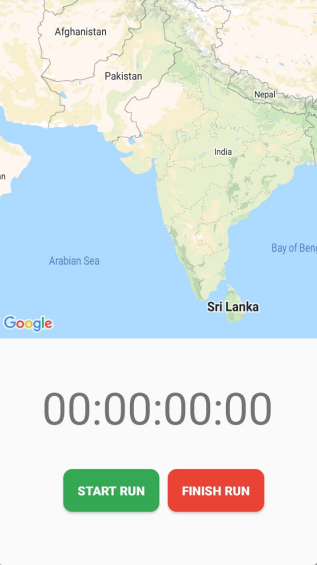 Afghanistan
Pakistan
Nepal
India
n
Arabian Sea
Bay of Beng
Sri Lanka
Google
00:00:00:00
START RUN
FINISH RUN